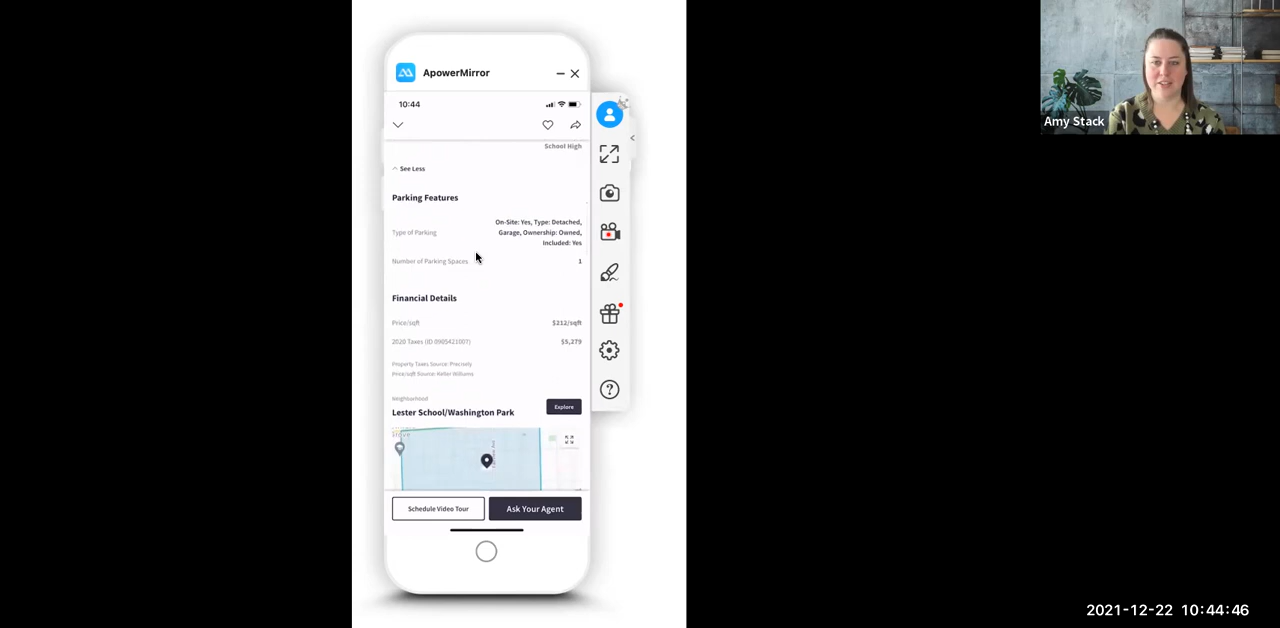 ApowerMirror
10:44
School High
See Less
Parking Features
Type of Parking
On-Site: Yes, Type: Detached,
Garage, Ownership: Owned,
Included: Yes
Number of Parking Spaces 1
Financial Details
Price/sqft $212/sqft
2020 Taxes (ID 0905421007) $5,279
Property Taxes Source: Precisely
Price/sqft Source: Keller Williams
Neighborhood
Lester School/Washington Park
Explore
Schedule Video Tour
Ask Your Agent
Amy Stack
2021-12-22 10:44:46